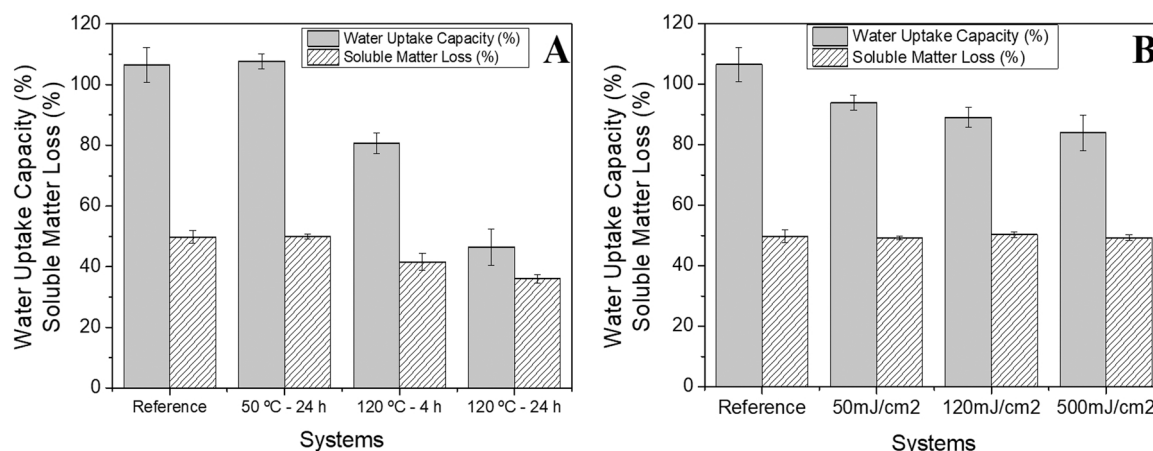 Water Uptake Capacity (%)
Soluble Matter Loss (%)
120
100
80
60
40
20
0
Water Uptake Capacity (%)
Soluble Matter Loss (%)
A
Reference
50 ºC - 24 h
120 ºC - 4 h
120 ºC - 24 h
Systems
Water Uptake Capacity (%)
Soluble Matter Loss (%)
120
100
80
60
40
20
0
Water Uptake Capacity (%)
Soluble Matter Loss (%)
B
Reference
50mJ/cm2
120mJ/cm2
500mJ/cm2
Systems